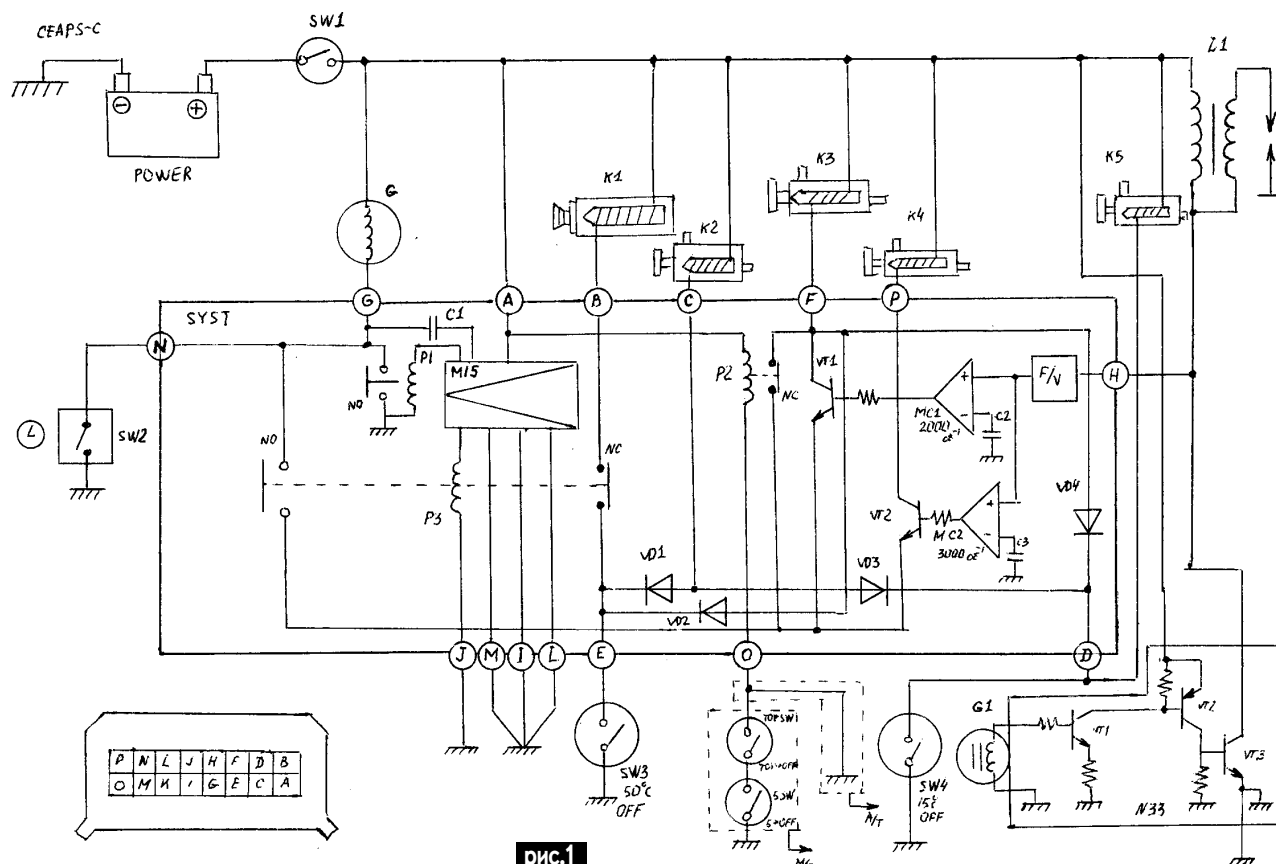 CEAPS-C
SW1
L1
POWER
G
K1
K2
K3
K4
K5
G
A
B
C
F
P
SYST
N
C1
P1
M15
P2
VT1
NC
MC1
2000
C2
F/V
H
L
SW2
NO
NO
P3
NC
VD1
VD2
VD3
VT2
MC2
3000
C3
VD4
J
M
I
L
E
O
D
SW3
50°C
OFF
A/T
SW4
15°C
OFF
G1
VT1
VT2
VT3
N33
P N L J H F D B
O M K I G E C A
рис.1